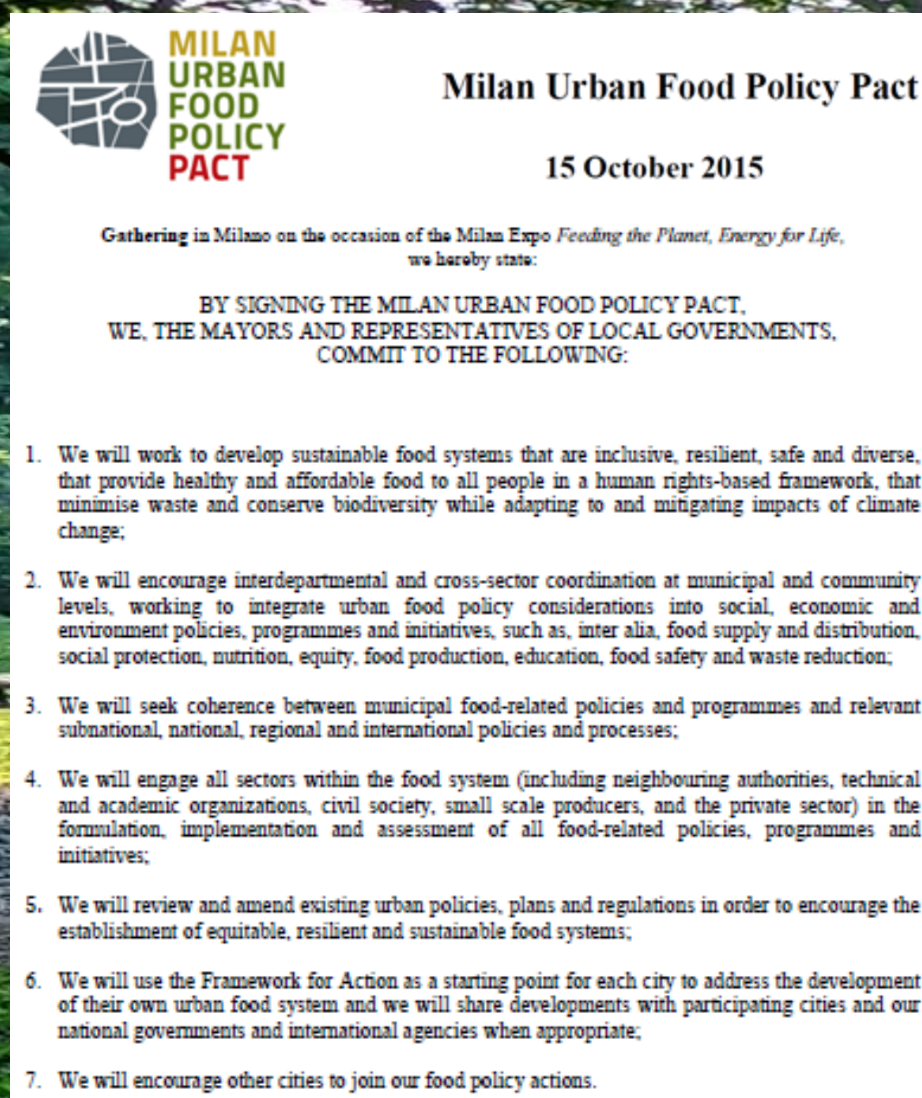 MILAN
URBAN
FOOD
POLICY
PACT
Milan Urban Food Policy Pact
15 October 2015
Gathering in Milano on the occasion of the Milan Expo Feeding the Planet, Energy for Life,
we hereby state:
BY SIGNING THE MILAN URBAN FOOD POLICY PACT,
WE, THE MAYORS AND REPRESENTATIVES OF LOCAL GOVERNMENTS,
COMMIT TO THE FOLLOWING:
1. We will work to develop sustainable food systems that are inclusive, resilient, safe and diverse,
that provide healthy and affordable food to all people in a human rights-based framework, that
minimise waste and conserve biodiversity while adapting to and mitigating impacts of climate
change;
2. We will encourage interdepartmental and cross-sector coordination at municipal and community
levels, working to integrate urban food policy considerations into social, economic and
environment policies, programmes and initiatives, such as, inter alia, food supply and distribution,
social protection, nutrition, equity, food production, education, food safety and waste reduction;
3. We will seek coherence between municipal food-related policies and programmes and relevant
subnational, national, regional and international policies and processes;
4. We will engage all sectors within the food system (including neighbouring authorities, technical
and academic organizations, civil society, small scale producers, and the private sector) in the
formulation, implementation and assessment of all food-related policies, programmes and
initiatives;
5. We will review and amend existing urban policies, plans and regulations in order to encourage the
establishment of equitable, resilient and sustainable food systems;
6. We will use the Framework for Action as a starting point for each city to address the development
of their own urban food system and we will share developments with participating cities and our
national governments and international agencies when appropriate;
7. We will encourage other cities to join our food policy actions.